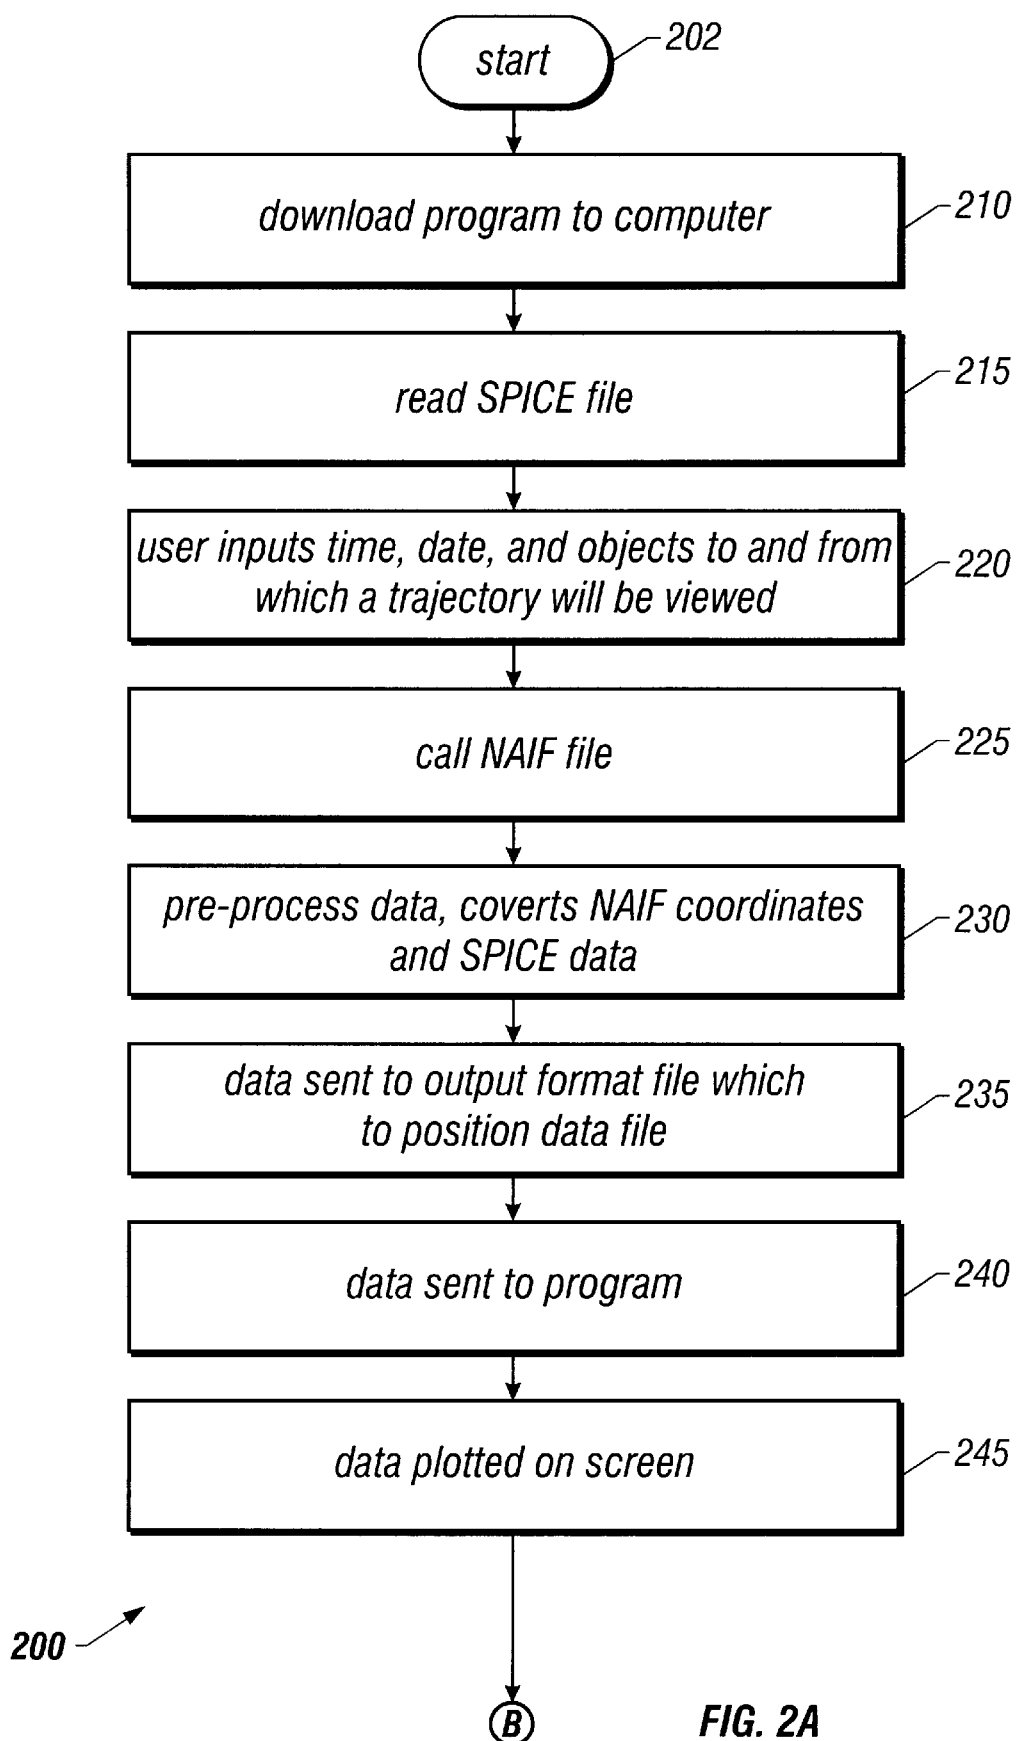 start
202
download program to computer
210
read SPICE file
215
user inputs time, date, and objects to and from
which a trajectory will be viewed
220
call NAIF file
225
pre-process data, coverts NAIF coordinates
and SPICE data
230
data sent to output format file which
to position data file
235
data sent to program
240
data plotted on screen
245
200
B
FIG. 2A